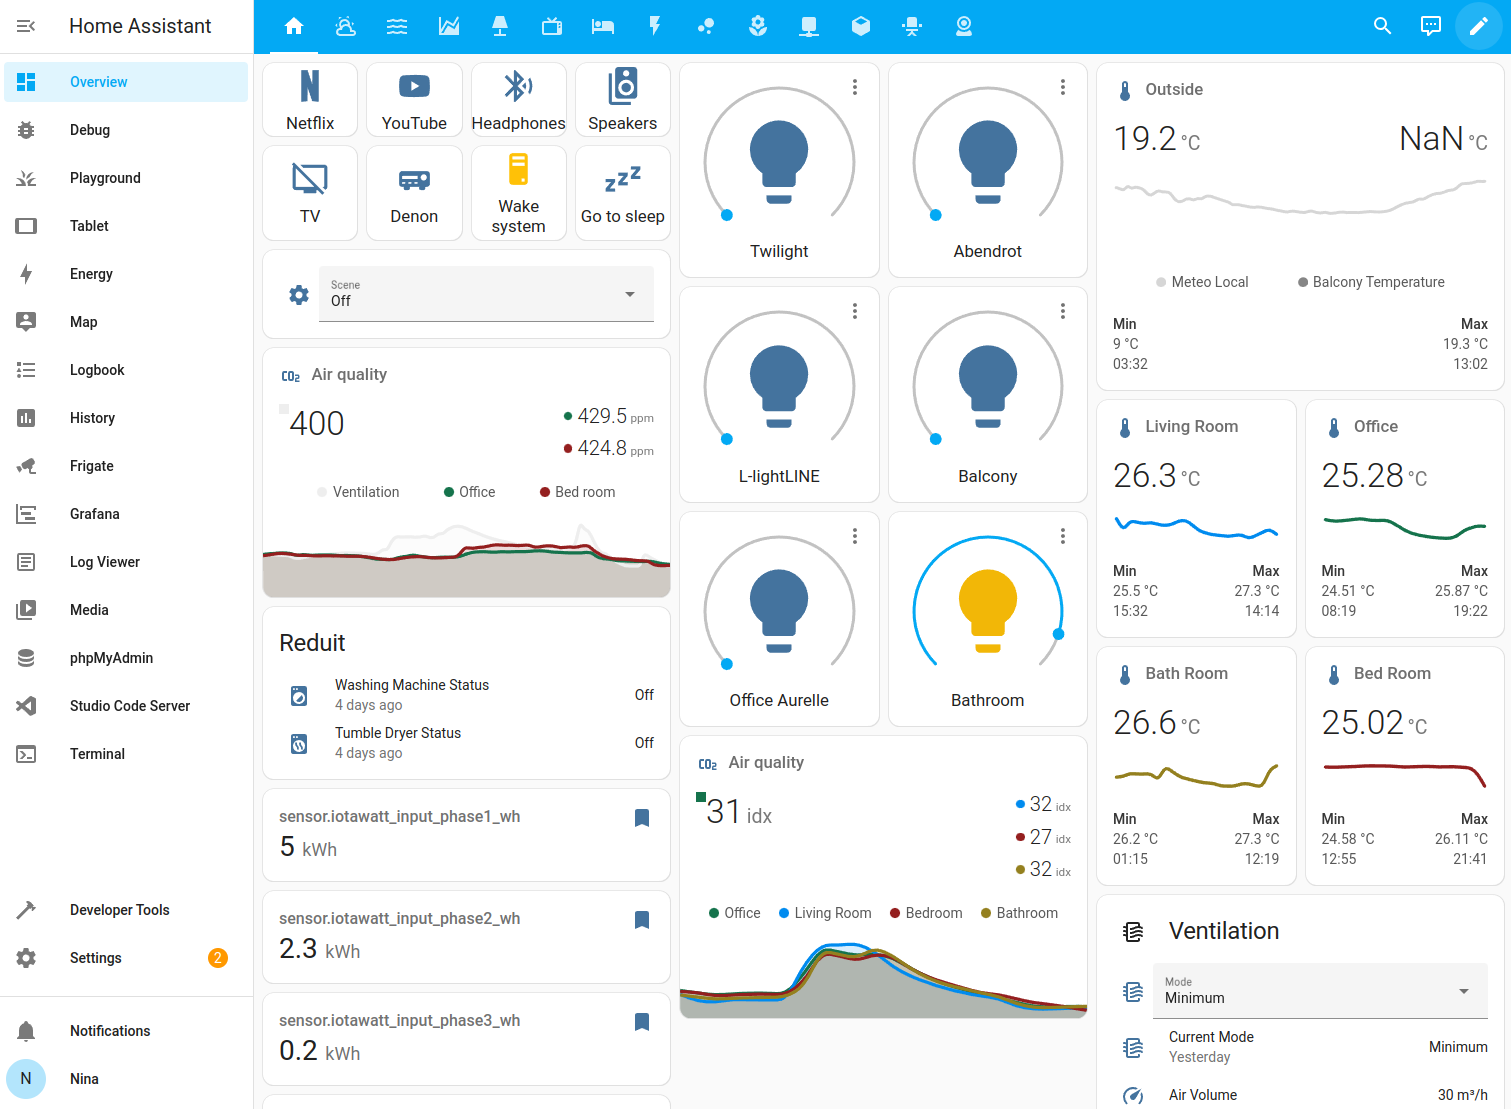 Home Assistant
Overview
Debug
Playground
Tablet
Energy
Map
Logbook
History
Frigate
Grafana
Log Viewer
Media
phpMyAdmin
Studio Code Server
Terminal
Developer Tools
Settings
2
Notifications
N
Nina
Netflix
YouTube
Headphones
Speakers
TV
Denon
Wake
system
Go to sleep
Scene
Off
CO2 Air quality
400
429.5 ppm
424.8 ppm
Ventilation Office Bed room
Reduit
Washing Machine Status
4 days ago
Off
Tumble Dryer Status
4 days ago
Off
sensor.iotawatt_input_phase1_wh
5 kWh
sensor.iotawatt_input_phase2_wh
2.3 kWh
sensor.iotawatt_input_phase3_wh
0.2 kWh
Twilight
Abendrot
L-lightLINE
Balcony
Office Aurelle
Bathroom
CO2 Air quality
31 idx
32 idx
27 idx
32 idx
Office Living Room Bedroom Bathroom
Outside
19.2 °C
NaN °C
Meteo Local Balcony Temperature
Min Max
9 °C 19.3 °C
03:32 13:02
Living Room
26.3 °C
Min Max
25.5 °C 27.3 °C
15:32 14:14
Office
25.28 °C
Min Max
24.51 °C 25.87 °C
08:19 19:22
Bath Room
26.6 °C
Min Max
26.2 °C 27.3 °C
01:15 12:19
Bed Room
25.02 °C
Min Max
24.58 °C 26.11 °C
12:55 21:41
Ventilation
Mode
Minimum
Current Mode
Yesterday
Minimum
Air Volume 30 m³/h